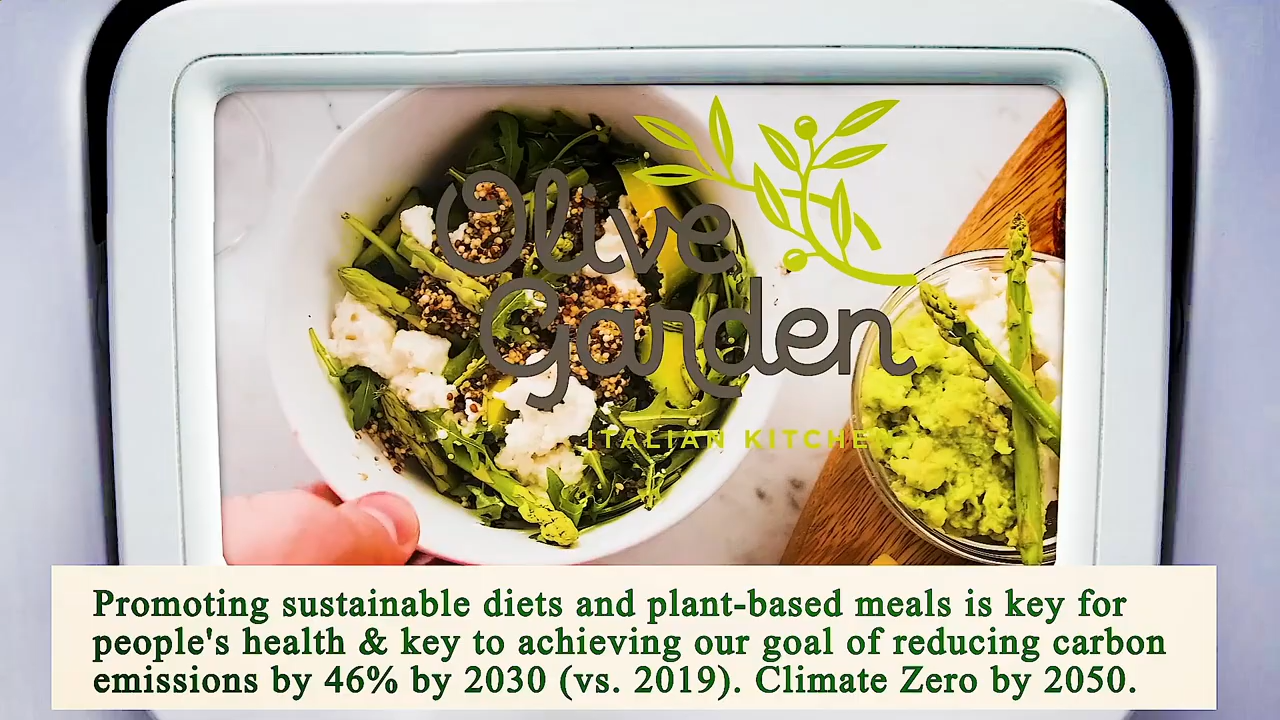 Olive
Garden
ITALIAN KITCHEN
Promoting sustainable diets and plant-based meals is key for
people's health & key to achieving our goal of reducing carbon
emissions by 46% by 2030 (vs. 2019). Climate Zero by 2050.